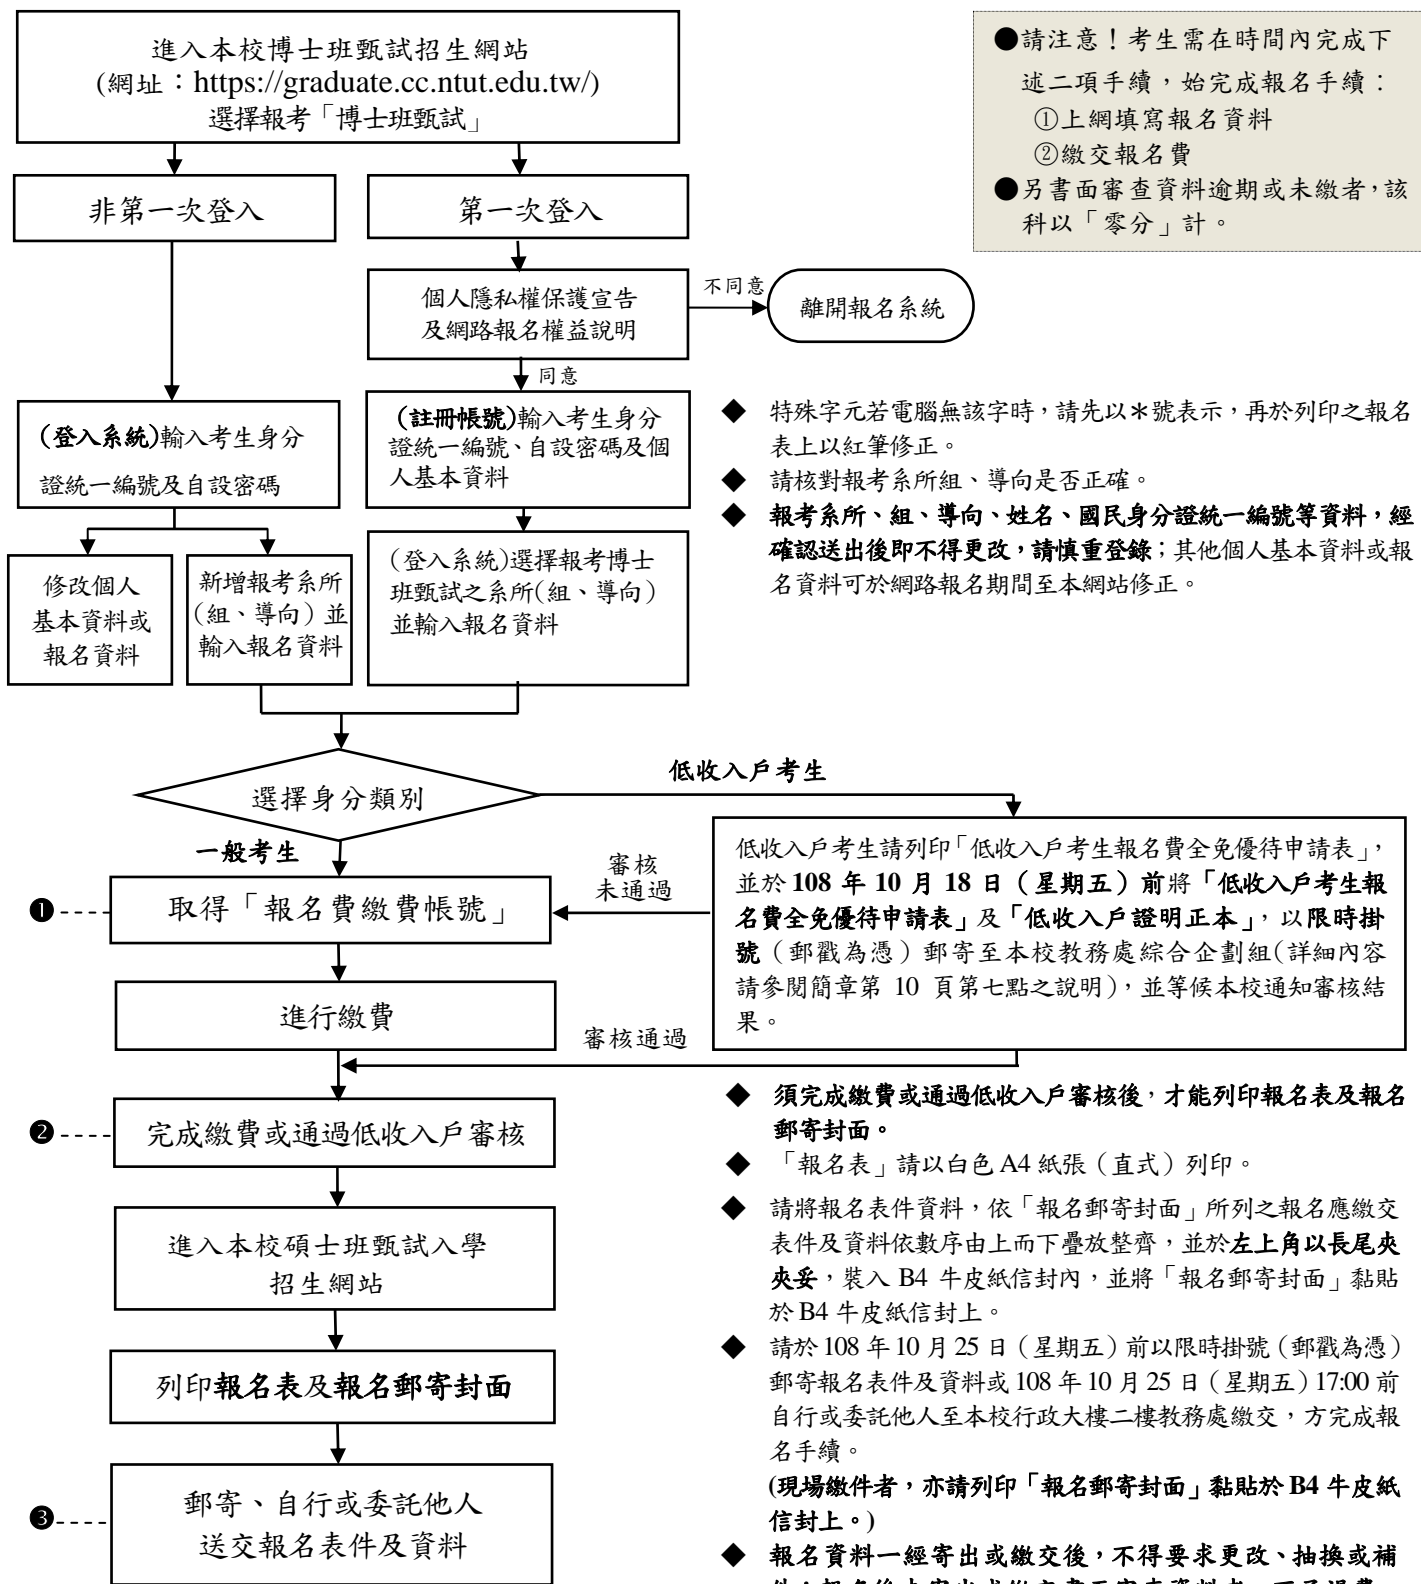 進入本校博士班甄試招生網站
(網址：https://graduate.cc.ntut.edu.tw/)
選擇報考「博士班甄試」
●請注意！考生需在時間內完成下
述二項手續，始完成報名手續：
①上網填寫報名資料
②繳交報名費
●另書面審查資料逾期或未繳者，該
科以「零分」計。
非第一次登入
第一次登入
個人隱私權保護宣告
及網路報名權益說明
不同意
離開報名系統
同意
(登入系統)輸入考生身分
證統一編號及自設密碼
(註冊帳號)輸入考生身分
證統一編號、自設密碼及個
人基本資料
◆ 特殊字元若電腦無該字時，請先以＊號表示，再於列印之報名
表上以紅筆修正。
◆ 請核對報考系所組、導向是否正確。
◆ 報考系所、組、導向、姓名、國民身分證統一編號等資料，經
確認送出後即不得更改，請慎重登錄；其他個人基本資料或報
名資料可於網路報名期間至本網站修正。
修改個人
基本資料或
報名資料
新增報考系所
(組、導向) 並
輸入報名資料
(登入系統)選擇報考博士
班甄試之系所(組、導向)
並輸入報名資料
選擇身分類別
低收入戶考生
一般考生
低收入戶考生請列印「低收入戶考生報名費全免優待申請表」，
並於 108 年 10 月 18 日（星期五）前將「低收入戶考生報
名費全免優待申請表」及「低收入戶證明正本」，以限時掛
號（郵戳為憑）郵寄至本校教務處綜合企劃組(詳細內容
請參閱簡章第 10 頁第七點之說明)，並等候本校通知審核結
果。
審核
未通過
❶
取得「報名費繳費帳號」
進行繳費
審核通過
❷
完成繳費或通過低收入戶審核
進入本校碩士班甄試入學
招生網站
列印報名表及報名郵寄封面
❸
郵寄、自行或委託他人
送交報名表件及資料
◆ 須完成繳費或通過低收入戶審核後，才能列印報名表及報名
郵寄封面。
◆ 「報名表」請以白色 A4 紙張（直式）列印。
◆ 請將報名表件資料，依「報名郵寄封面」所列之報名應繳交
表件及資料依數序由上而下疊放整齊，並於左上角以長尾夾
夾妥，裝入 B4 牛皮紙信封內，並將「報名郵寄封面」黏貼
於 B4 牛皮紙信封上。
◆ 請於 108 年 10 月 25 日（星期五）前以限時掛號（郵戳為憑）
郵寄報名表件及資料或 108 年 10 月 25 日（星期五）17:00 前
自行或委託他人至本校行政大樓二樓教務處繳交，方完成報
名手續。
(現場繳件者，亦請列印「報名郵寄封面」黏貼於 B4 牛皮紙
信封上。)
◆ 報名資料一經寄出或繳交後，不得要求更改、抽換或補